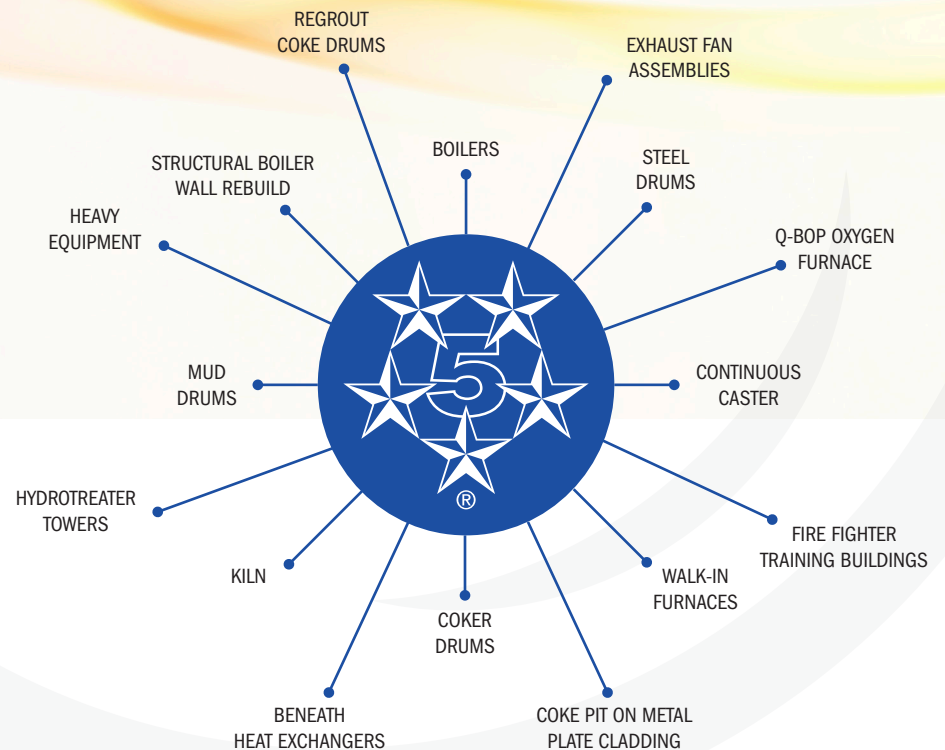 REGROUT
COKE DRUMS
EXHAUST FAN
ASSEMBLIES
BOILERS
STEEL
DRUMS
STRUCTURAL BOILER
WALL REBUILD
HEAVY
EQUIPMENT
Q-BOP OXYGEN
FURNACE
5
MUD
DRUMS
CONTINUOUS
CASTER
®
HYDROTREATER
TOWERS
FIRE FIGHTER
TRAINING BUILDINGS
KILN
WALK-IN
FURNACES
COKER
DRUMS
BENEATH
HEAT EXCHANGERS
COKE PIT ON METAL
PLATE CLADDING